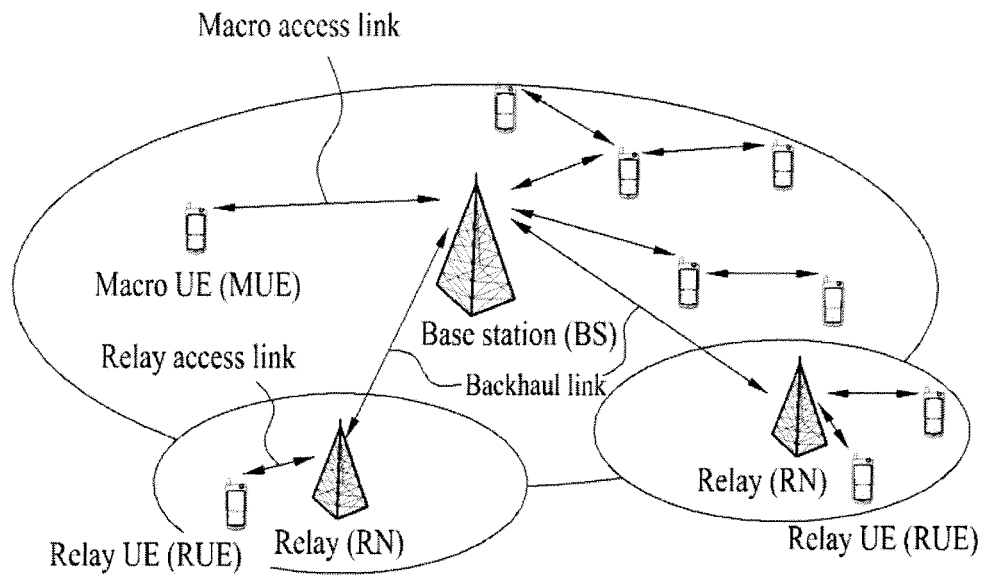 Macro access link
Macro UE (MUE)
Base station (BS)
Relay access link
Backhaul link
Relay (RN)
Relay UE (RUE)
Relay (RN)
Relay UE (RUE)